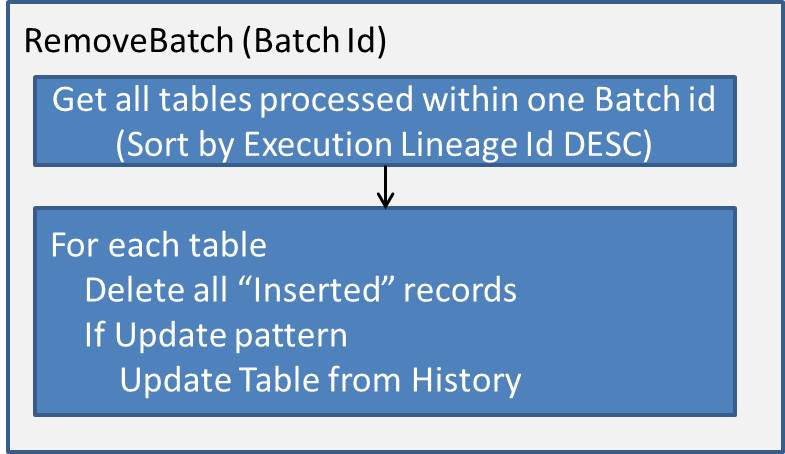 RemoveBatch (Batch Id)
Get all tables processed within one Batch id
(Sort by Execution Lineage Id DESC)
For each table
Delete all “Inserted” records
If Update pattern
Update Table from History